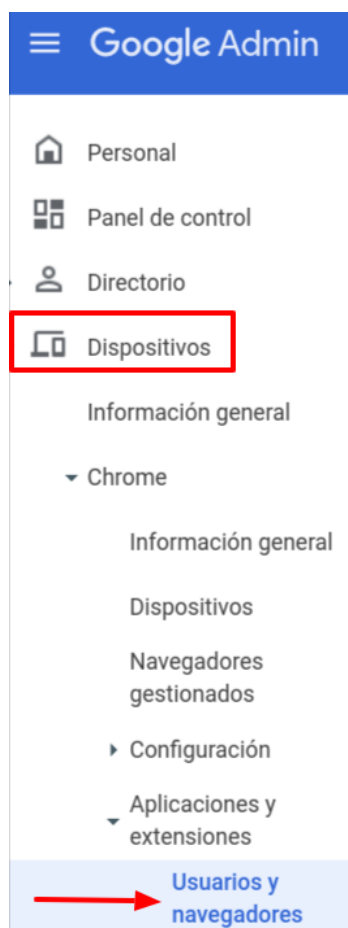 Google Admin
Personal
Panel de control
Directorio
Dispositivos
Información general
Chrome
Información general
Dispositivos
Navegadores
gestionados
Configuración
Aplicaciones y
extensiones
Usuarios y
navegadores